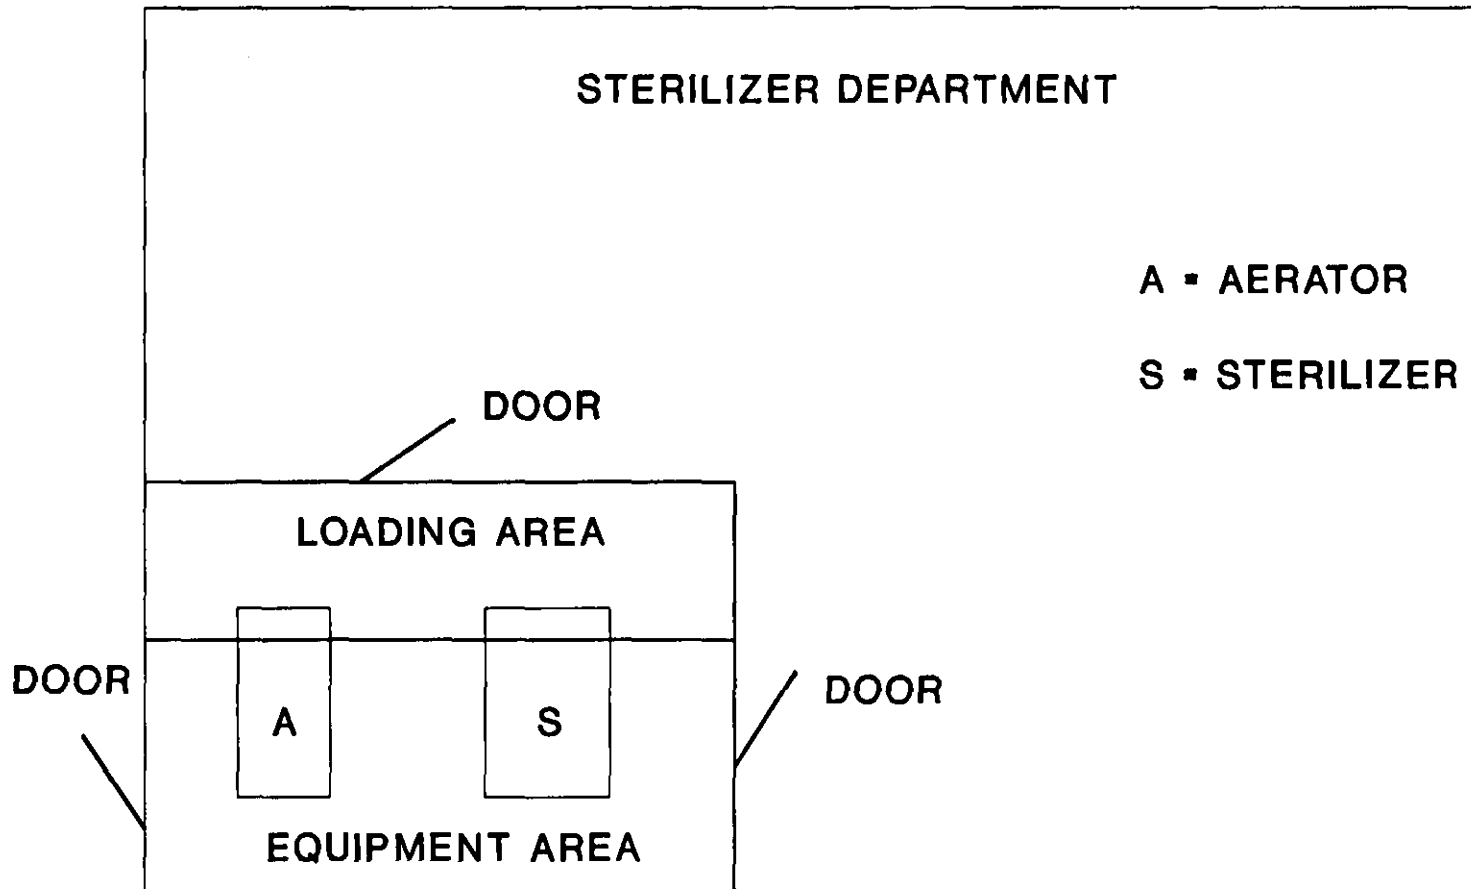 STERILIZER DEPARTMENT
A = AERATOR
S = STERILIZER
DOOR
LOADING AREA
DOOR
DOOR
A
S
EQUIPMENT AREA